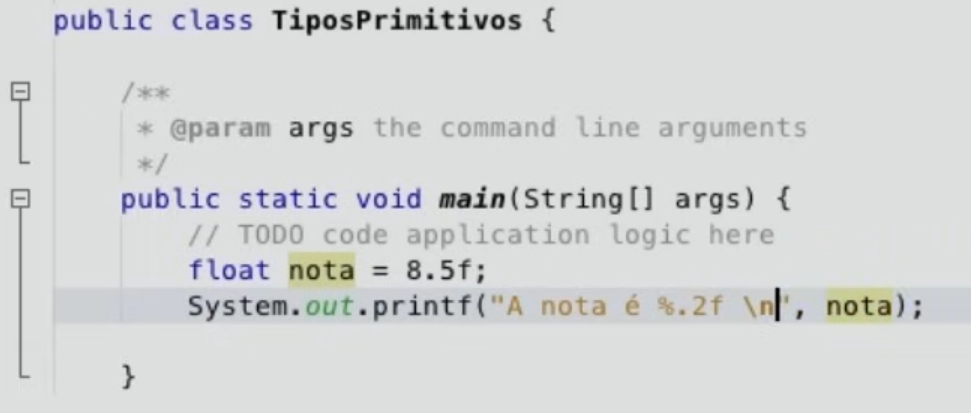 public class TiposPrimitivos {
/**
* @param args the command line arguments
*/
public static void main(String[] args) {
// TODO code application logic here
float nota = 8.5f;
System.out.printf("A nota é %.2f \n", nota);
}